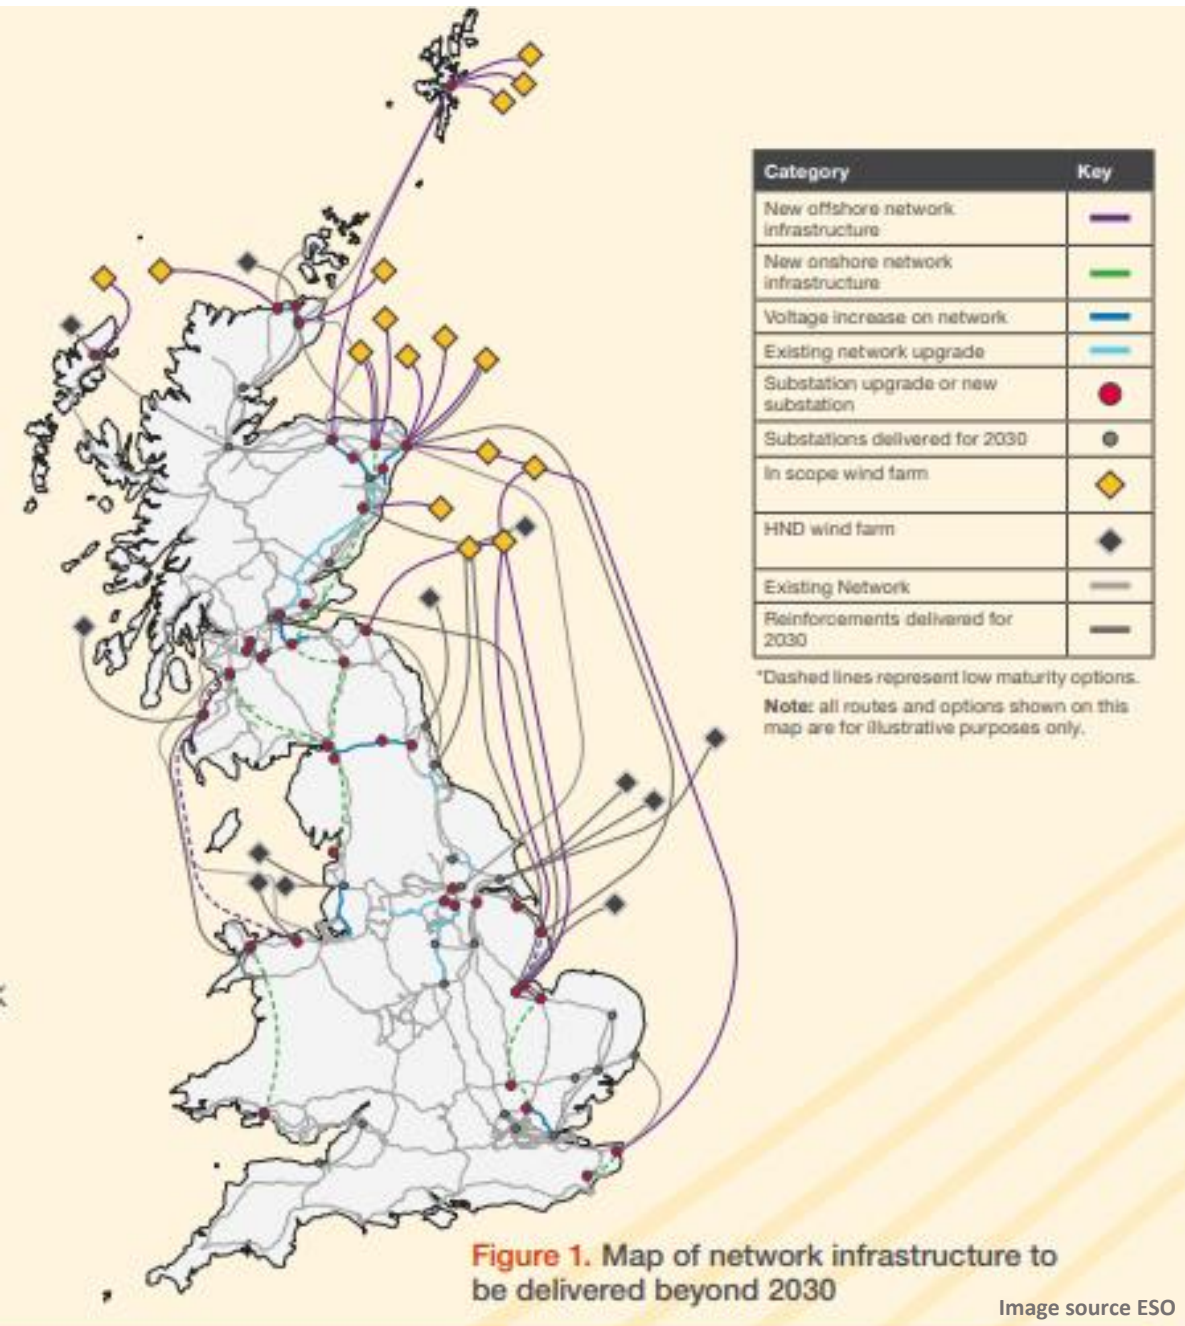 Category Key
New offshore network
infrastructure
New onshore network
infrastructure
Voltage increase on network
Existing network upgrade
Substation upgrade or new
substation
Substations delivered for 2030
In scope wind farm
HND wind farm
Existing Network
Reinforcements delivered for
2030
*Dashed lines represent low maturity options.
Note: all routes and options shown on this
map are for illustrative purposes only.
Figure 1. Map of network infrastructure to
be delivered beyond 2030
Image source ESO